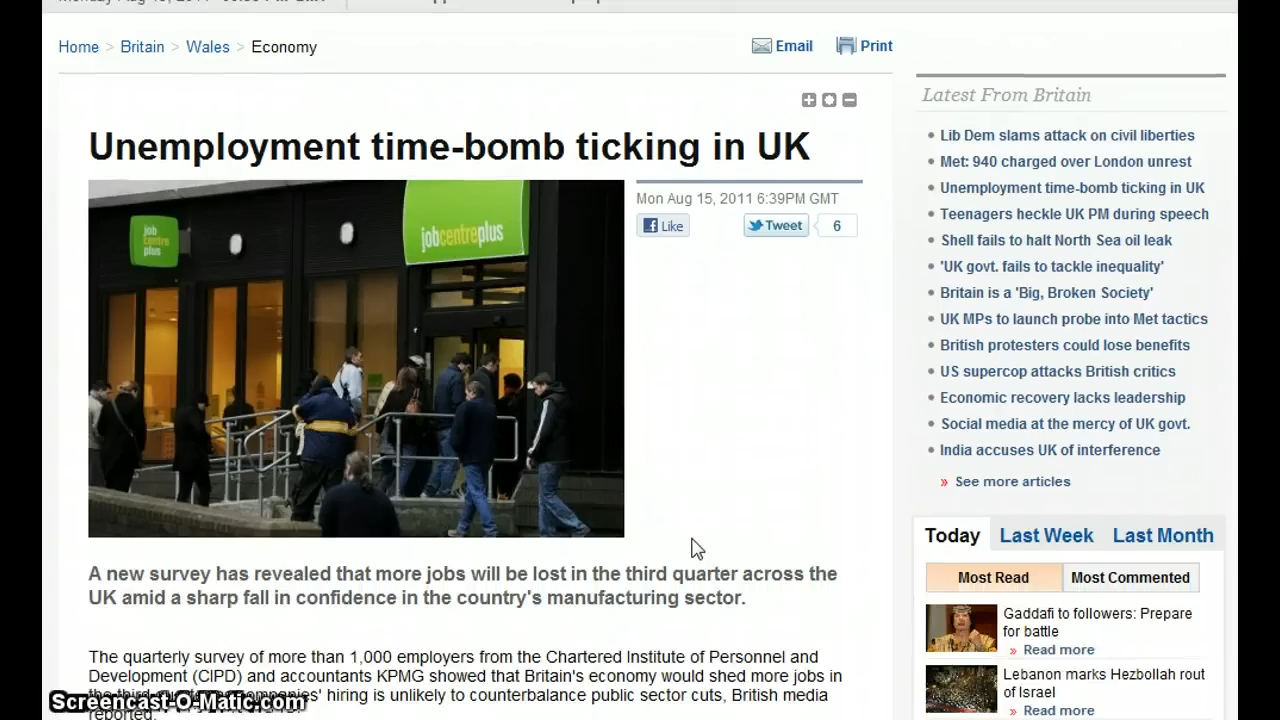 Home > Britain > Wales > Economy
Email
Print
Unemployment time-bomb ticking in UK
job
centre
plus
jobcentreplus
Mon Aug 15, 2011 6:39PM GMT
Like
Tweet
6
A new survey has revealed that more jobs will be lost in the third quarter across the
UK amid a sharp fall in confidence in the country's manufacturing sector.
The quarterly survey of more than 1,000 employers from the Chartered Institute of Personnel and
Development (CIPD) and accountants KPMG showed that Britain's economy would shed more jobs in
companies' hiring is unlikely to counterbalance public sector cuts, British media
reported.
Screencast-O-Matic.com
Latest From Britain
Lib Dem slams attack on civil liberties
Met: 940 charged over London unrest
Unemployment time-bomb ticking in UK
Teenagers heckle UK PM during speech
Shell fails to halt North Sea oil leak
'UK govt. fails to tackle inequality'
Britain is a 'Big, Broken Society'
UK MPs to launch probe into Met tactics
British protesters could lose benefits
US supercop attacks British critics
Economic recovery lacks leadership
Social media at the mercy of UK govt.
India accuses UK of interference
» See more articles
Today
Last Week
Last Month
Most Read
Most Commented
Gaddafi to followers: Prepare
for battle
» Read more
Lebanon marks Hezbollah rout
of Israel
» Read more